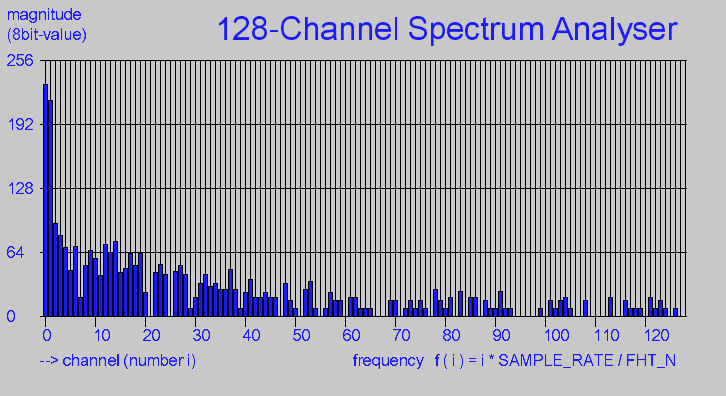 magnitude
(8bit-value)
128-Channel Spectrum Analyser
256
192
128
64
0
0 10 20 30 40 50 60 70 80 90 100 110 120
--> channel (number i)
frequency f ( i ) = i * SAMPLE_RATE / FHT_N